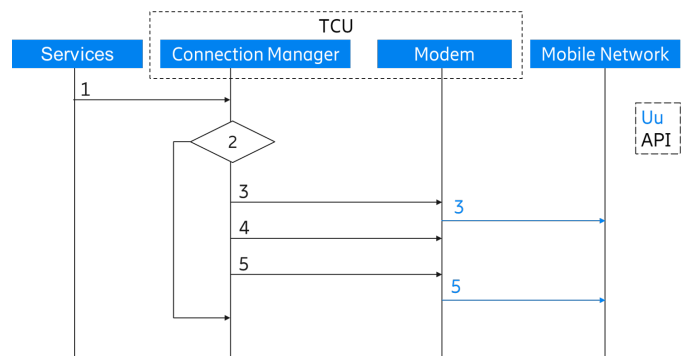 TCU
Services
Connection Manager
Modem
Mobile Network
1
Uu
API
2
3
3
4
5
5